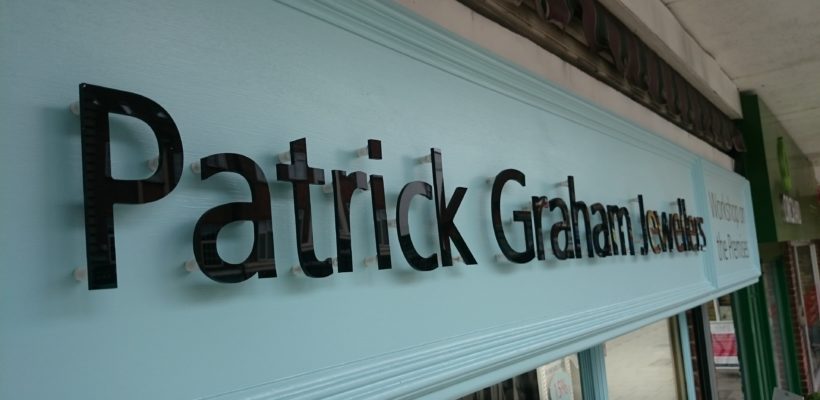 Patrick Graham Jewellers
Workshop on
the Premises